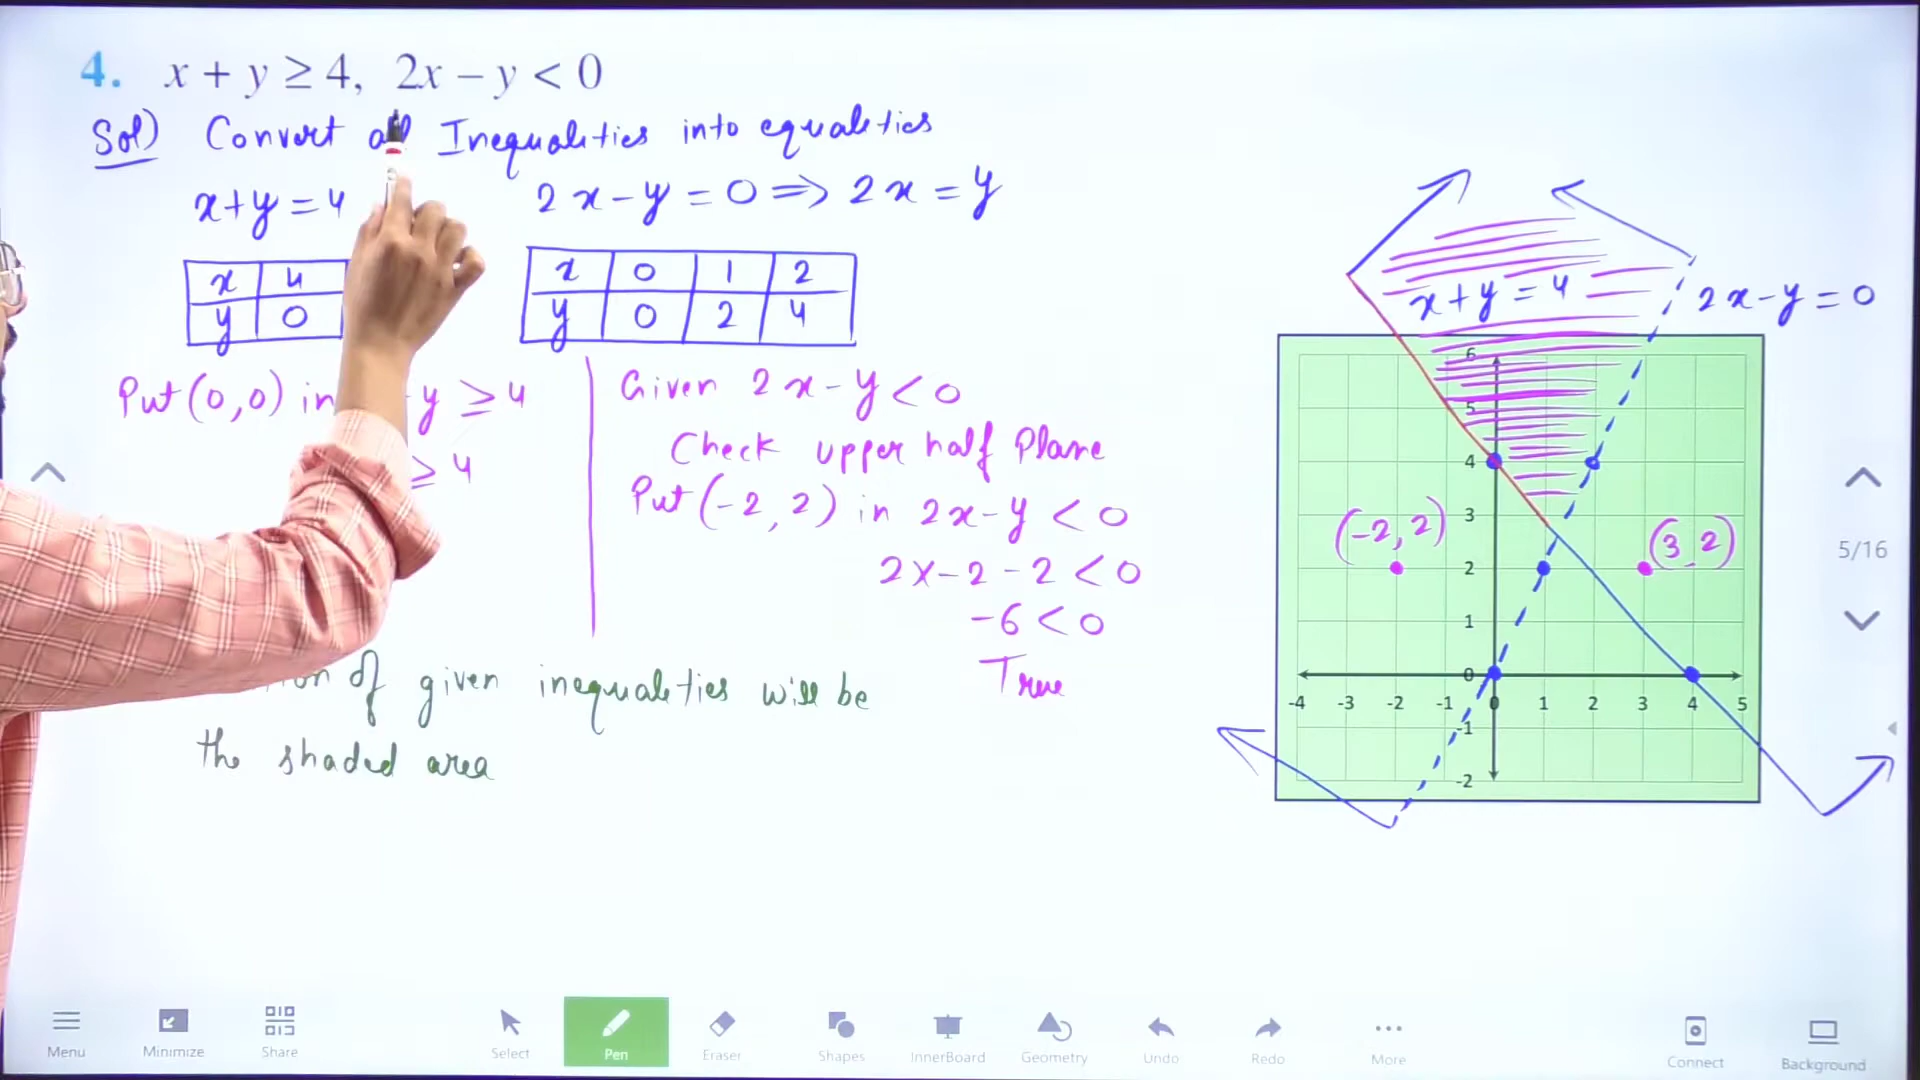 4. x + y ≥ 4, 2x − y < 0
Sol) Convert all Inequalities into equalities
x+y=4 2x−y=0 ⇒ 2x=y
x 4
y 0
x 0 1 2
y 0 2 4
Put (0,0) in y ≥ 4
≥ 4
Given 2x−y<0
Check upper half Plane
Put (-2, 2) in 2x−y < 0
2x−2−2 < 0
−6 < 0
True
of given inequalities will be
the shaded area
x+y=4
2x−y=0
6
5
4
3
2
1
0
-1
-2
-4 -3 -2 -1 0 1 2 3 4 5
(-2, 2)
(3, 2)
5/16
Menu Minimize Share Select Pen Eraser Shapes InnerBoard Geometry Undo Redo More Connect Background